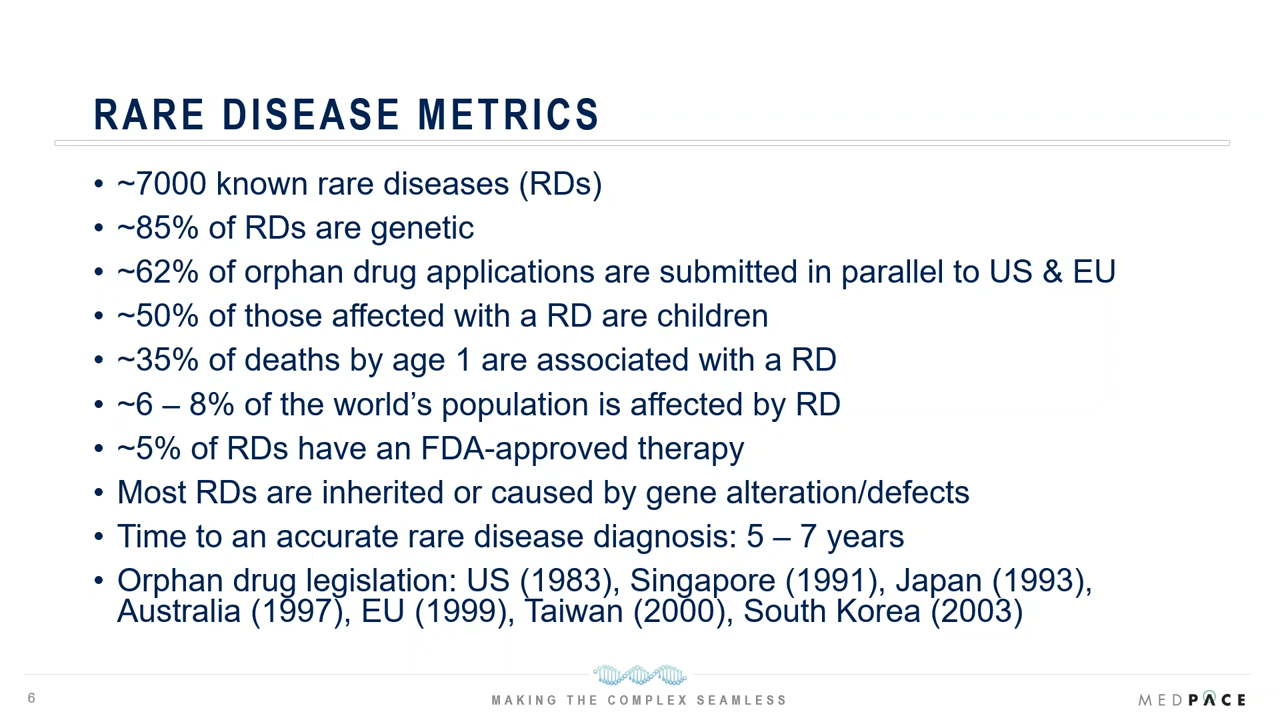 RARE DISEASE METRICS
• ~7000 known rare diseases (RDs)
• ~85% of RDs are genetic
• ~62% of orphan drug applications are submitted in parallel to US & EU
• ~50% of those affected with a RD are children
• ~35% of deaths by age 1 are associated with a RD
• ~6 – 8% of the world’s population is affected by RD
• ~5% of RDs have an FDA-approved therapy
• Most RDs are inherited or caused by gene alteration/defects
• Time to an accurate rare disease diagnosis: 5 – 7 years
• Orphan drug legislation: US (1983), Singapore (1991), Japan (1993),
Australia (1997), EU (1999), Taiwan (2000), South Korea (2003)
6
MAKING THE COMPLEX SEAMLESS
MEDPACE